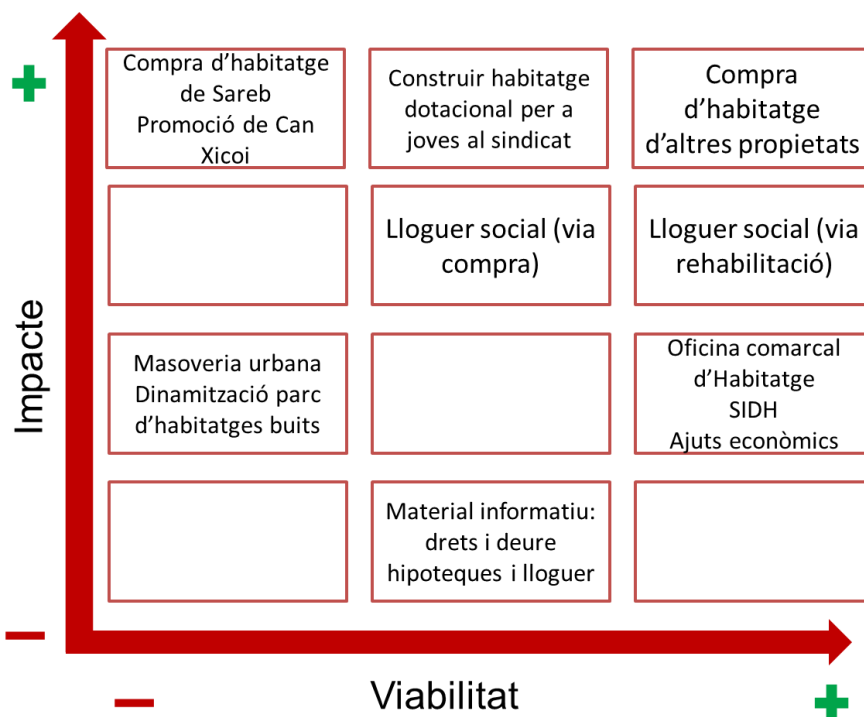 Compra d'habitatge
de Sareb
Promoció de Can
Xicoi
Construir habitatge
dotacional per a
joves al sindicat
Compra
d'habitatge
d'altres propietats
Lloguer social (via
compra)
Lloguer social (via
rehabilitació)
Masoveria urbana
Dinamització parc
d'habitatges buits
Oficina comarcal
d'Habitatge
SIDH
Ajuts econòmics
Material informatiu:
drets i deure
hipoteques i lloguer
Impacte
Viabilitat